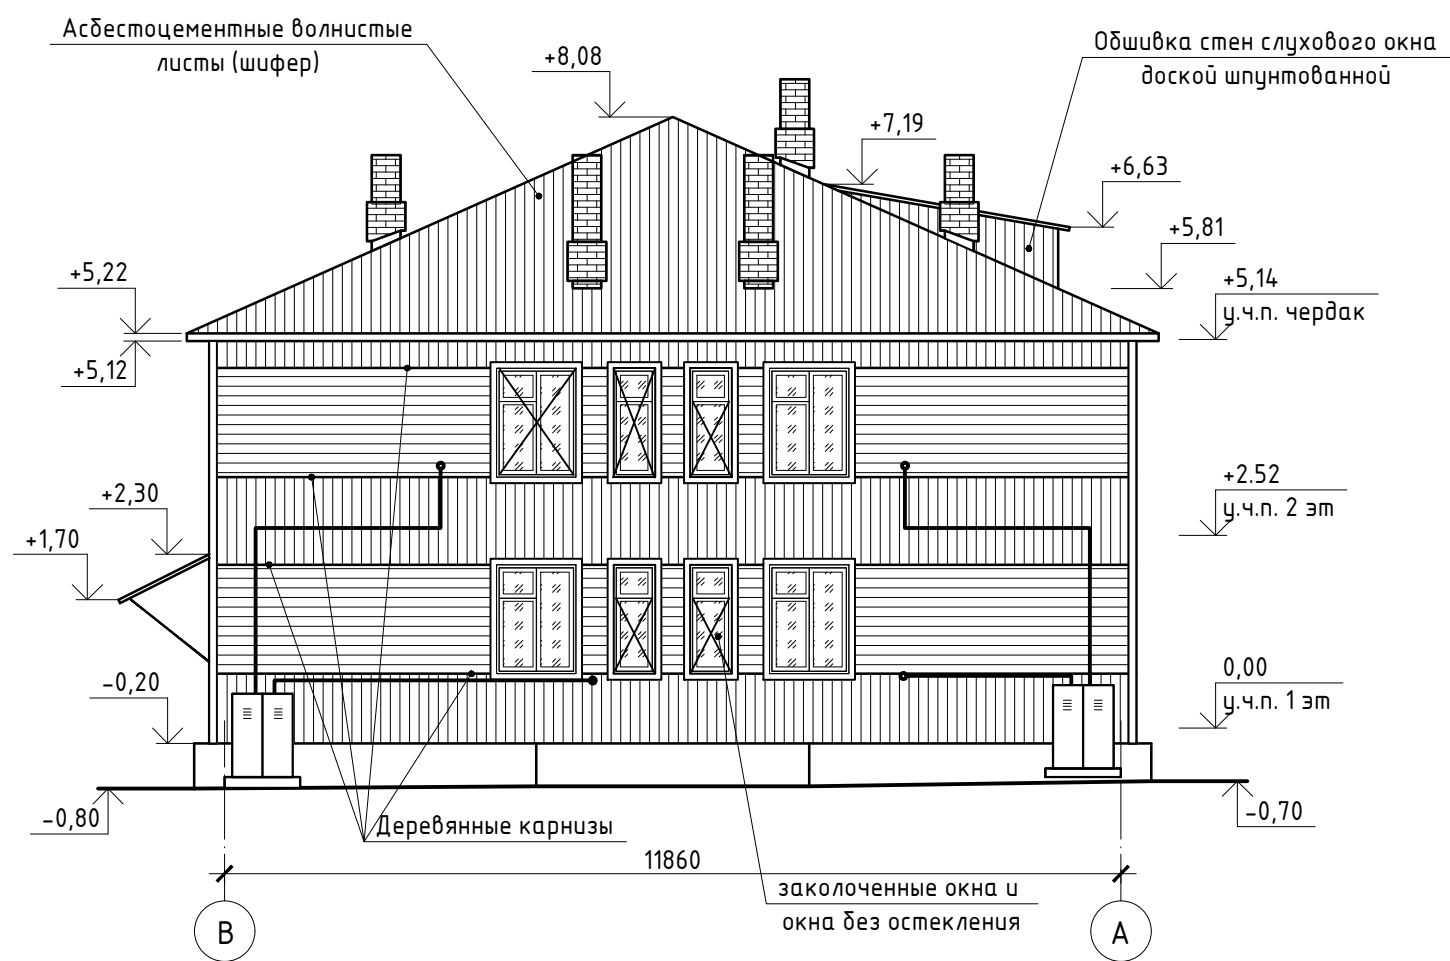 Асбестоцементные волнистые
листы (шифер)
+8,08
Обшивка стен слухового окна
доской шпунтованной
+7,19
+6,63
+5,81
+5,22
+5,14
у.ч.п. чердак
+5,12
+2.52
у.ч.п. 2 эт
+2,30
+1,70
0,00
у.ч.п. 1 эт
-0,20
-0,80
-0,70
Деревянные карнизы
11860
заколоченные окна и
окна без остекления
В
А